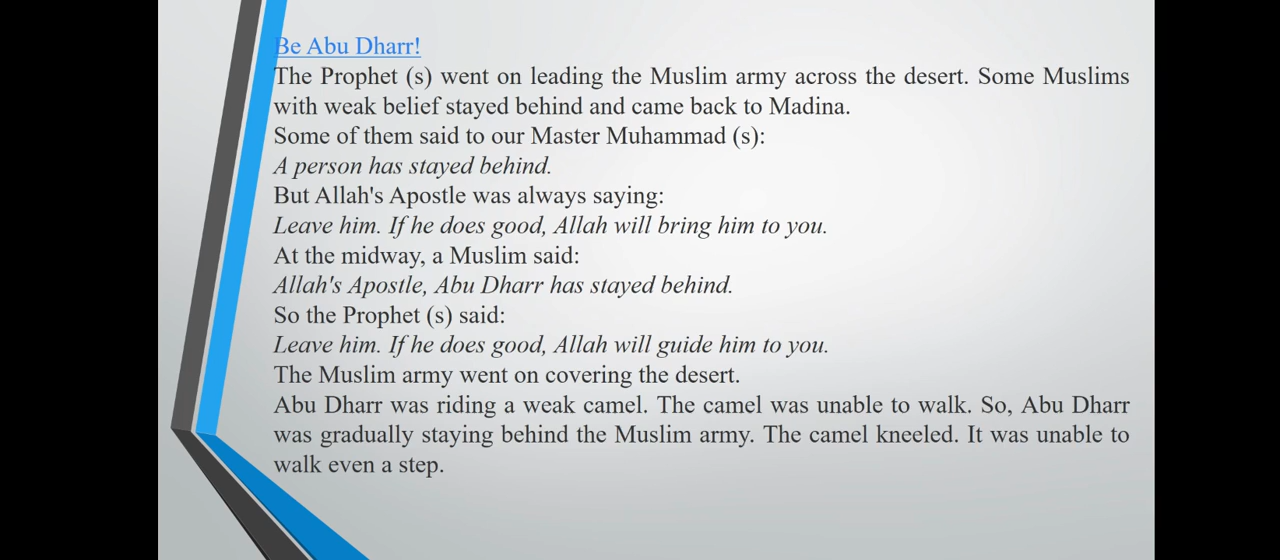 Be Abu Dharr!
The Prophet (s) went on leading the Muslim army across the desert. Some Muslims
with weak belief stayed behind and came back to Madina.
Some of them said to our Master Muhammad (s):
A person has stayed behind.
But Allah's Apostle was always saying:
Leave him. If he does good, Allah will bring him to you.
At the midway, a Muslim said:
Allah's Apostle, Abu Dharr has stayed behind.
So the Prophet (s) said:
Leave him. If he does good, Allah will guide him to you.
The Muslim army went on covering the desert.
Abu Dharr was riding a weak camel. The camel was unable to walk. So, Abu Dharr
was gradually staying behind the Muslim army. The camel kneeled. It was unable to
walk even a step.